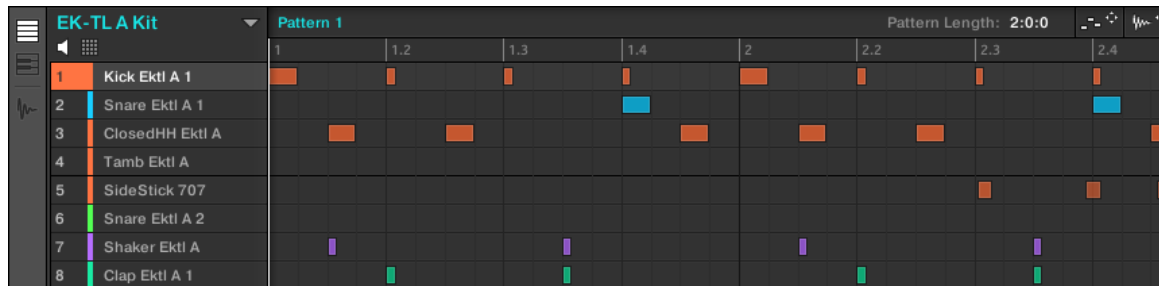 EK-TL A Kit Pattern 1 Pattern Length: 2:0:0
1 1.2 1.3 1.4 2 2.2 2.3 2.4
1 Kick Ektl A 1
2 Snare Ektl A 1
3 ClosedHH Ektl A
4 Tamb Ektl A
5 SideStick 707
6 Snare Ektl A 2
7 Shaker Ektl A
8 Clap Ektl A 1